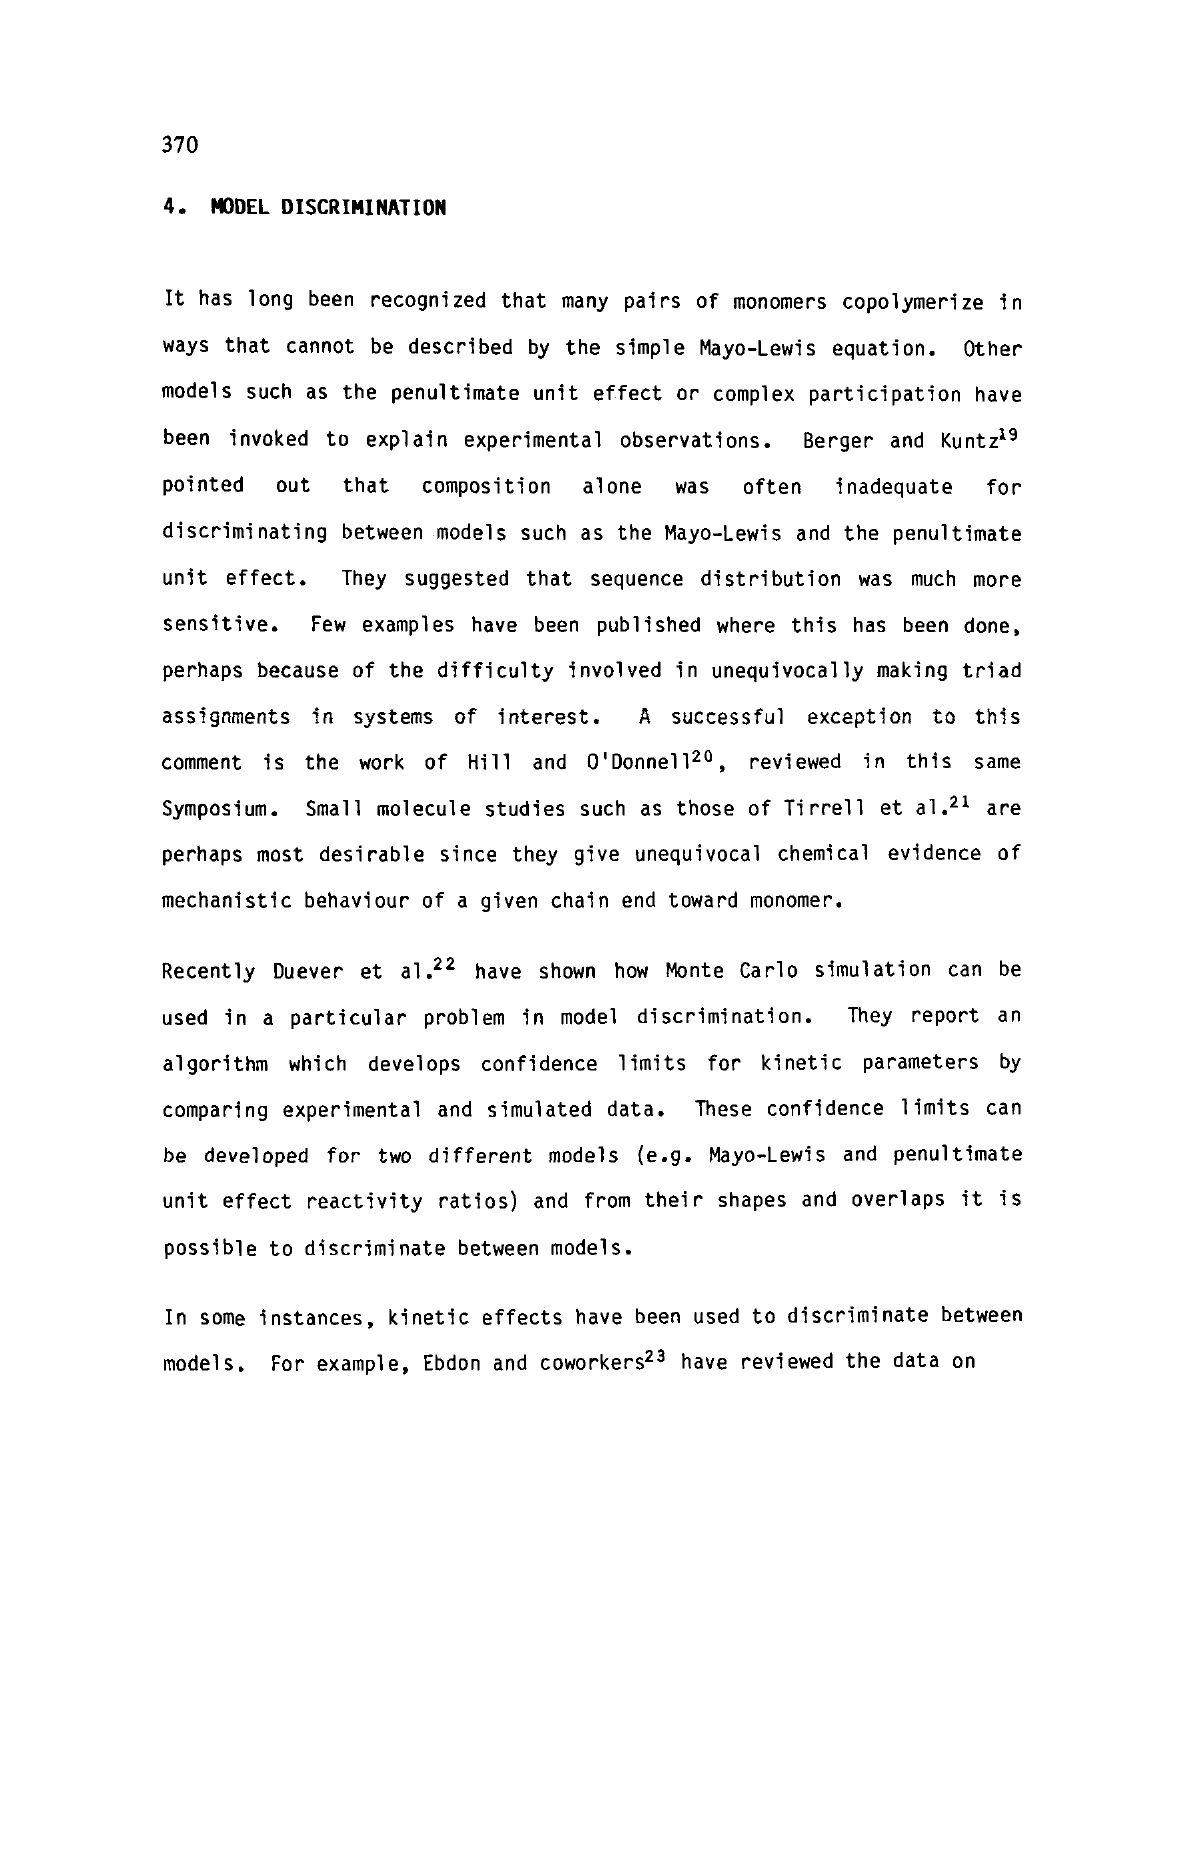 370
4. MODEL DISCRIMINATION
It has long been recognized that many pairs of monomers copolymerize in
ways that cannot be described by the simple Mayo-Lewis equation. Other
models such as the penultimate unit effect or complex participation have
been invoked to explain experimental observations. Berger and Kuntz¹⁹
pointed out that composition alone was often inadequate for
discriminating between models such as the Mayo-Lewis and the penultimate
unit effect. They suggested that sequence distribution was much more
sensitive. Few examples have been published where this has been done,
perhaps because of the difficulty involved in unequivocally making triad
assignments in systems of interest. A successful exception to this
comment is the work of Hill and O'Donnell²⁰, reviewed in this same
Symposium. Small molecule studies such as those of Tirrell et al.²¹ are
perhaps most desirable since they give unequivocal chemical evidence of
mechanistic behaviour of a given chain end toward monomer.
Recently Duever et al.²² have shown how Monte Carlo simulation can be
used in a particular problem in model discrimination. They report an
algorithm which develops confidence limits for kinetic parameters by
comparing experimental and simulated data. These confidence limits can
be developed for two different models (e.g. Mayo-Lewis and penultimate
unit effect reactivity ratios) and from their shapes and overlaps it is
possible to discriminate between models.
In some instances, kinetic effects have been used to discriminate between
models. For example, Ebdon and coworkers²³ have reviewed the data on